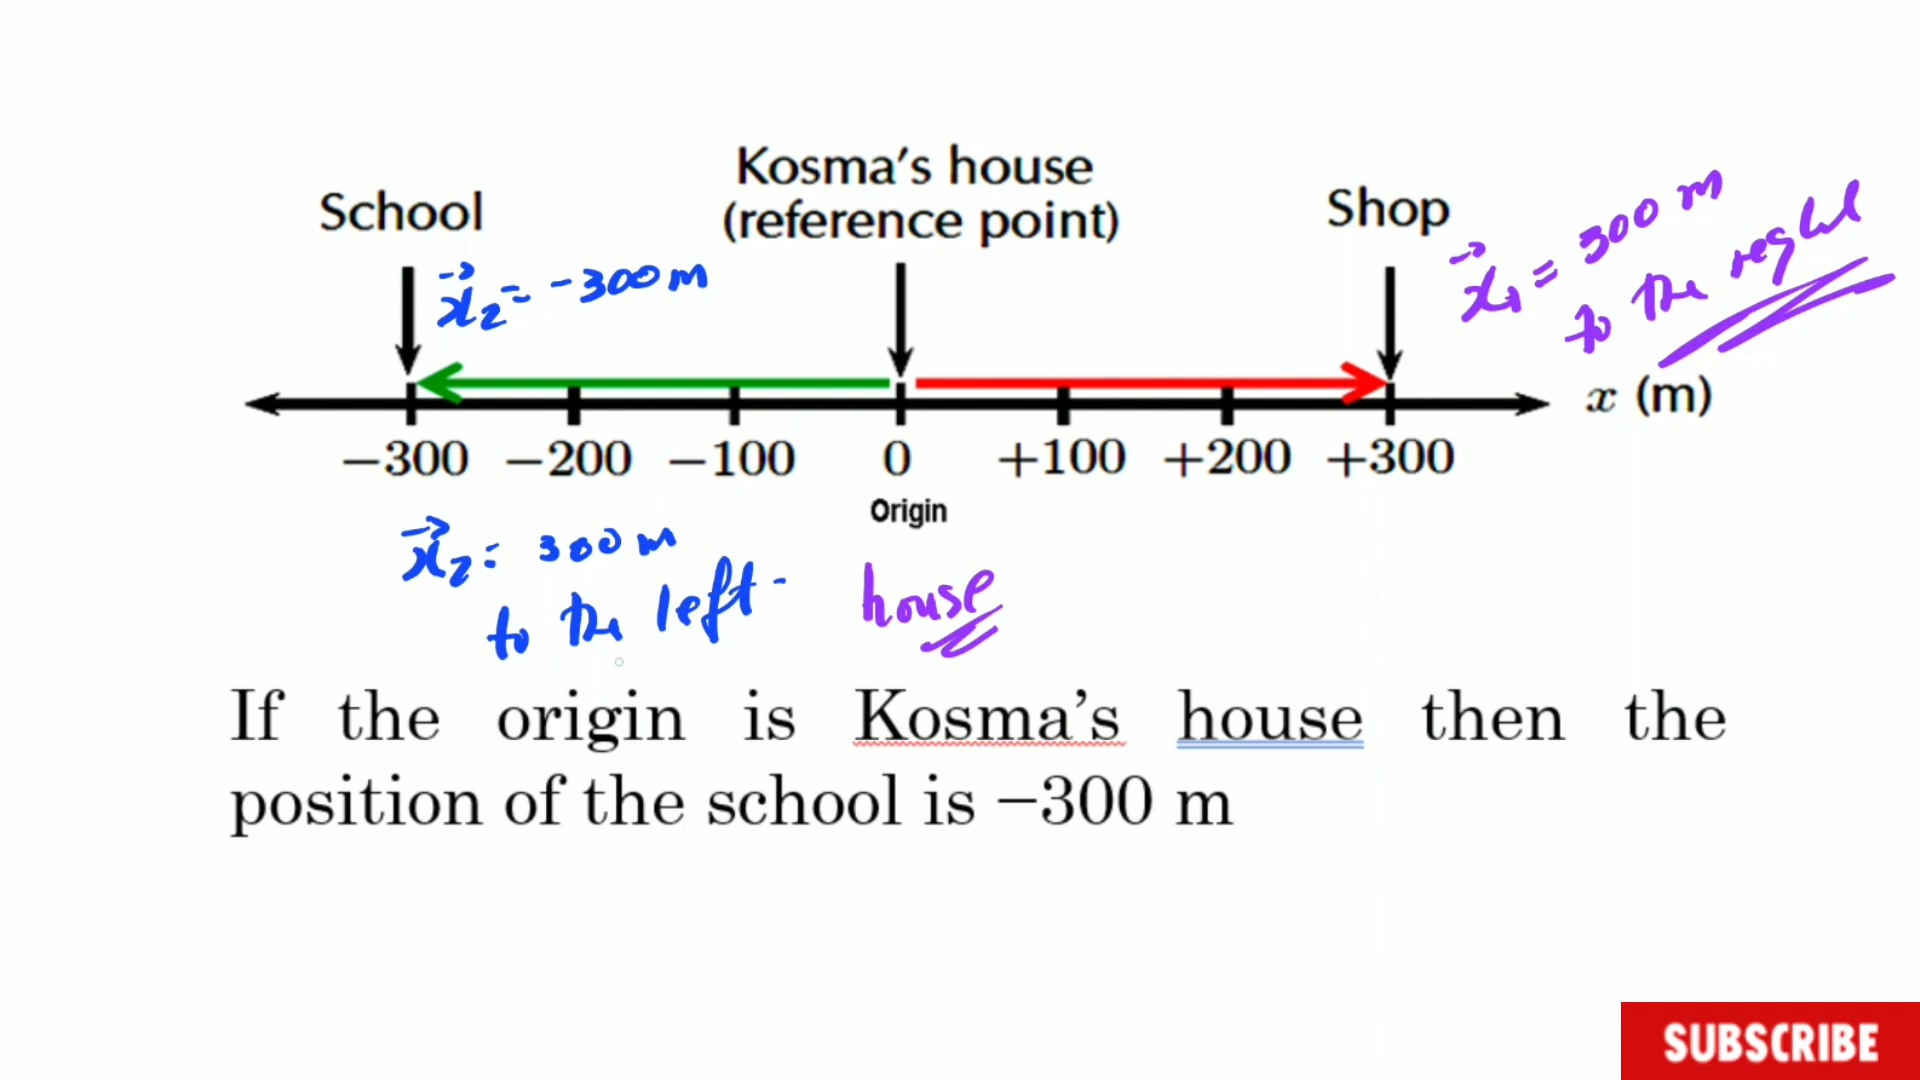 Kosma's house
School
(reference point)
Shop
x⃗₁ = 300 m
to the right
x⃗₂ = -300 m
x (m)
−300 −200 −100 0 +100 +200 +300
Origin
x⃗₂ = 300 m
to the left
house
If the origin is Kosma's house then the
position of the school is −300 m
SUBSCRIBE